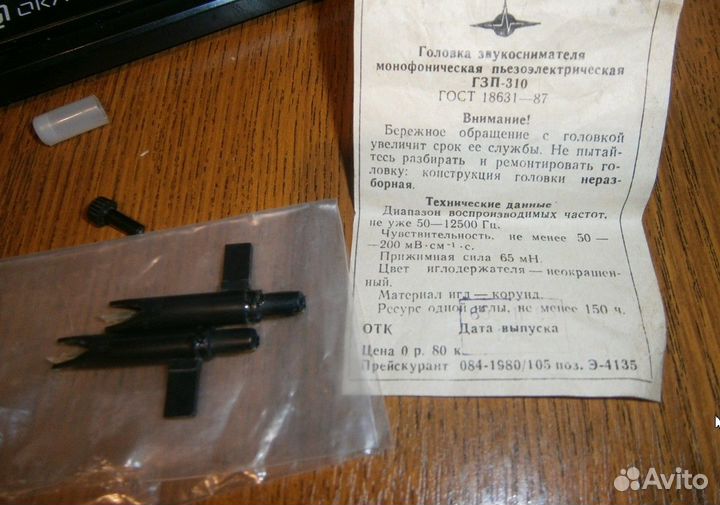 Головка звукоснимателя
монофоническая пьезоэлектрическая
ГЗП-310
ГОСТ 18631—87
Внимание!
Бережное обращение с головкой
увеличит срок ее службы. Не пытай-
тесь разбирать и ремонтировать го-
ловку: конструкция головки нераз-
борная.
Технические данные
Диапазон воспроизводимых частот,
не уже 50—12500 Гц.
Чувствительность, не менее 50—
—200 мВ·см⁻¹·с.
Прижимная сила 65 мН.
Цвет иглодержателя—неокрашен-
ный.
Материал игл—корунд.
Ресурс одной иглы, не менее 150 ч.
ОТК Дата выпуска
Цена 0 р. 80 к.
Прейскурант 084-1980/105 поз. Э-4135
Avito